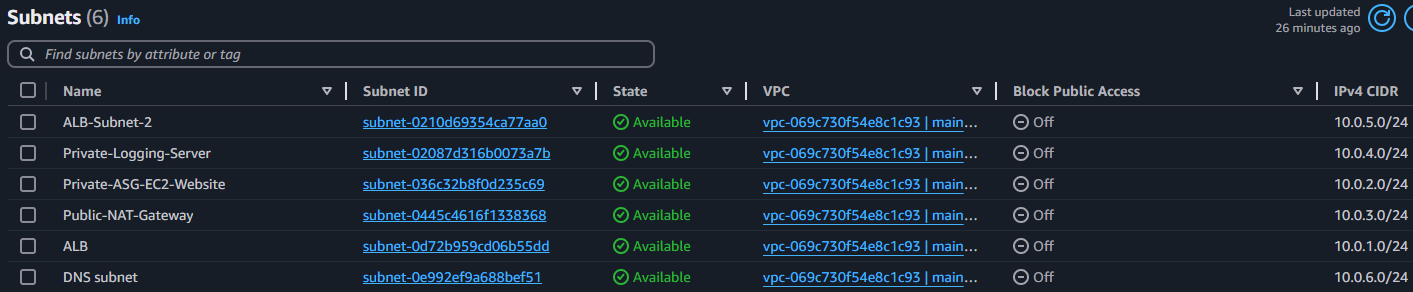 Subnets (6) Info
Last updated
26 minutes ago
Find subnets by attribute or tag
Name Subnet ID State VPC Block Public Access IPv4 CIDR
ALB-Subnet-2 subnet-0210d69354ca77aa0 Available vpc-069c730f54e8c1c93 | main… Off 10.0.5.0/24
Private-Logging-Server subnet-02087d316b0073a7b Available vpc-069c730f54e8c1c93 | main… Off 10.0.4.0/24
Private-ASG-EC2-Website subnet-036c32b8f0d235c69 Available vpc-069c730f54e8c1c93 | main… Off 10.0.2.0/24
Public-NAT-Gateway subnet-0445c4616f1338368 Available vpc-069c730f54e8c1c93 | main… Off 10.0.3.0/24
ALB subnet-0d72b959cd06b55dd Available vpc-069c730f54e8c1c93 | main… Off 10.0.1.0/24
DNS subnet subnet-0e992ef9a688bef51 Available vpc-069c730f54e8c1c93 | main… Off 10.0.6.0/24